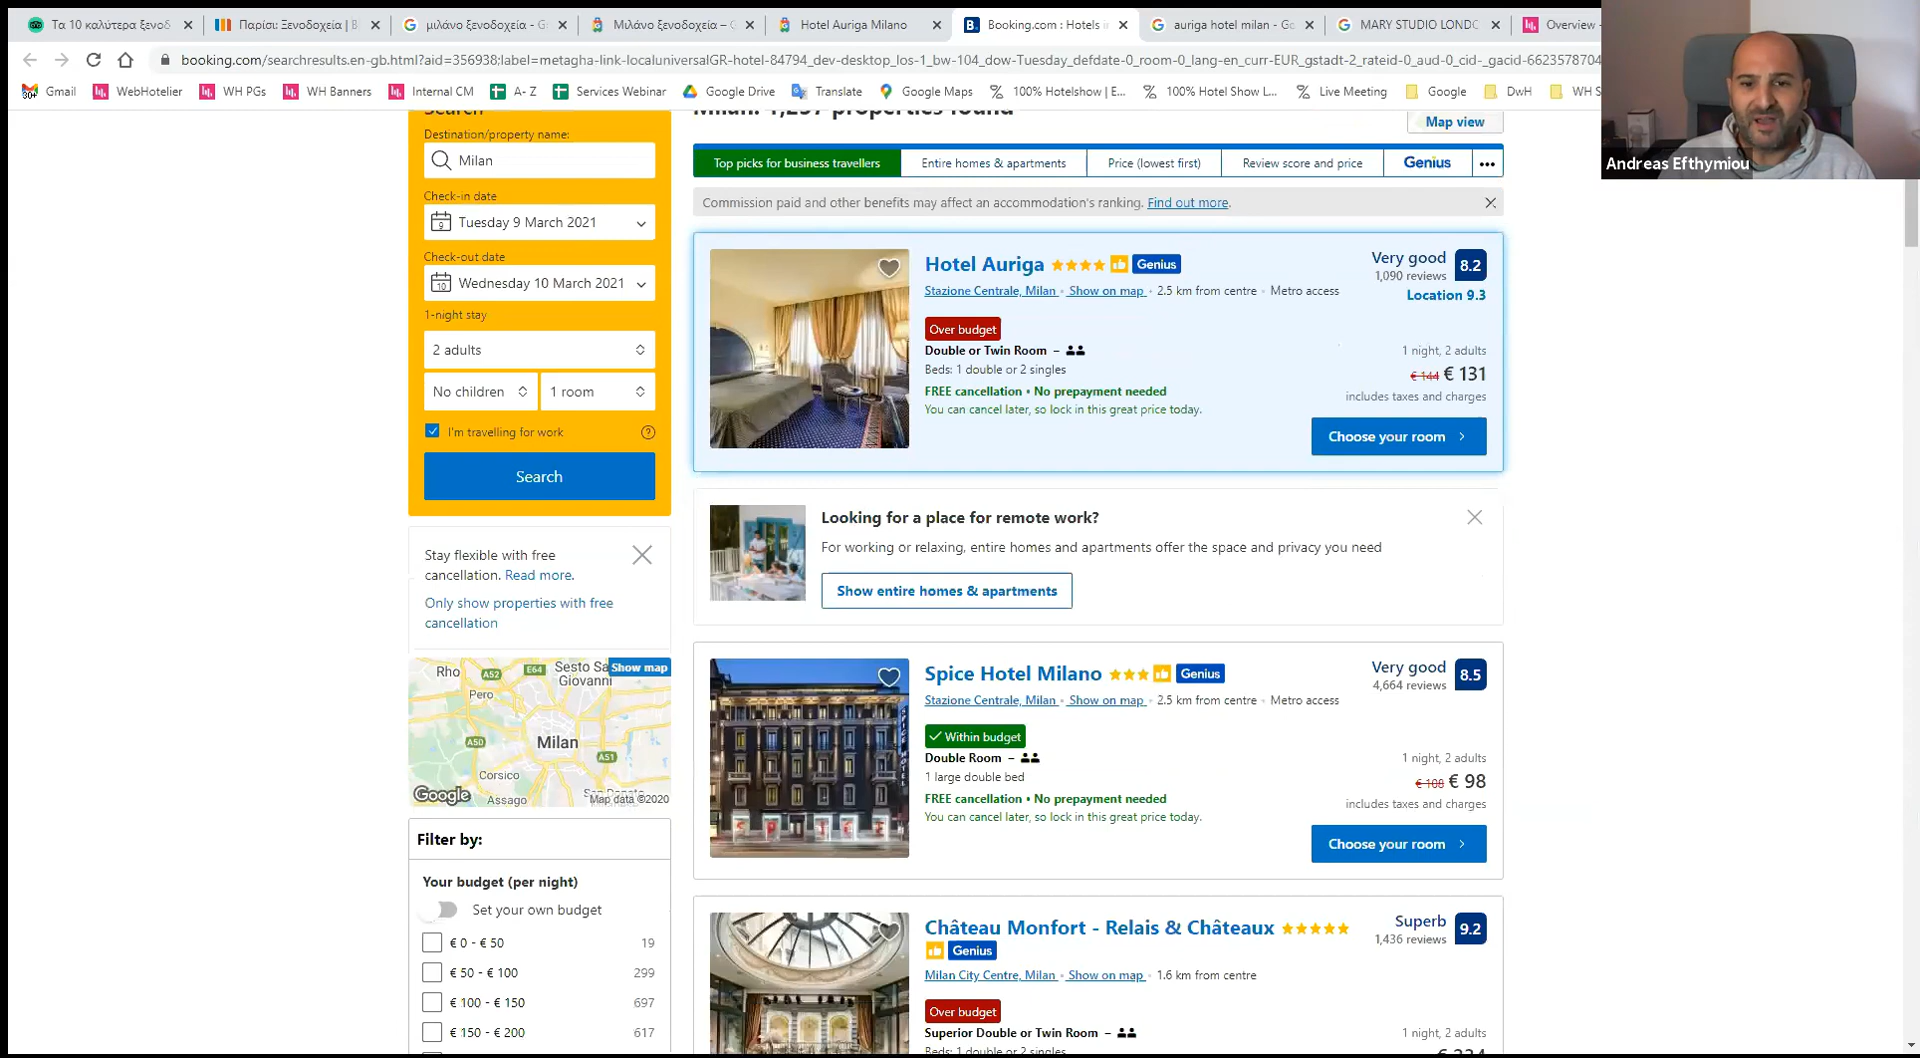 Τα 10 καλύτερα ξενοδ
Παρίσι: Ξενοδοχεία | B
μιλάνο ξενοδοχεία - G
Μιλάνο ξενοδοχεία – G
Hotel Auriga Milano
Booking.com : Hotels i
auriga hotel milan - Go
MARY STUDIO LONDO
Overview -
booking.com/searchresults.en-gb.html?aid=356938;label=metagha-link-localuniversalGR-hotel-84794_dev-desktop_los-1_bw-104_dow-Tuesday_defdate-0_room-0_lang-en_curr-EUR_gstadt-2_rateid-0_aud-0_cid-_gacid-6623578704
Gmail
WebHotelier
WH PGs
WH Banners
Internal CM
A- Z
Services Webinar
Google Drive
Translate
Google Maps
100% Hotelshow | E...
100% Hotel Show L...
Live Meeting
Google
DwH
WH S
Andreas Efthymiou
Search
Destination/property name:
Milan
Check-in date
Tuesday 9 March 2021
Check-out date
Wednesday 10 March 2021
1-night stay
2 adults
No children
1 room
I'm travelling for work
Search
Stay flexible with free
cancellation. Read more.
Only show properties with free
cancellation
Show map
Rho
A52
E64
Sesto Sa
Giovanni
Pero
Milan
A50
A51
Corsico
Assago
Google
Map data ©2020
Filter by:
Your budget (per night)
Set your own budget
€ 0 - € 50 19
€ 50 - € 100 299
€ 100 - € 150 697
€ 150 - € 200 617
Milan: 1,257 properties found
Map view
Top picks for business travellers
Entire homes & apartments
Price (lowest first)
Review score and price
Genius
•••
Commission paid and other benefits may affect an accommodation's ranking. Find out more.
Hotel Auriga Genius
Very good 8.2
1,090 reviews
Location 9.3
Stazione Centrale, Milan • Show on map • 2.5 km from centre • Metro access
Over budget
Double or Twin Room –
1 night, 2 adults
Beds: 1 double or 2 singles
€ 144 € 131
FREE cancellation • No prepayment needed
includes taxes and charges
You can cancel later, so lock in this great price today.
Choose your room
Looking for a place for remote work?
For working or relaxing, entire homes and apartments offer the space and privacy you need
Show entire homes & apartments
Spice Hotel Milano Genius
Very good 8.5
4,664 reviews
Stazione Centrale, Milan • Show on map • 2.5 km from centre • Metro access
Within budget
Double Room –
1 night, 2 adults
1 large double bed
€ 108 € 98
FREE cancellation • No prepayment needed
includes taxes and charges
You can cancel later, so lock in this great price today.
Choose your room
Château Monfort - Relais & Châteaux
Superb 9.2
1,436 reviews
Genius
Milan City Centre, Milan • Show on map • 1.6 km from centre
Over budget
Superior Double or Twin Room –
1 night, 2 adults
Beds: 1 double or 2 singles